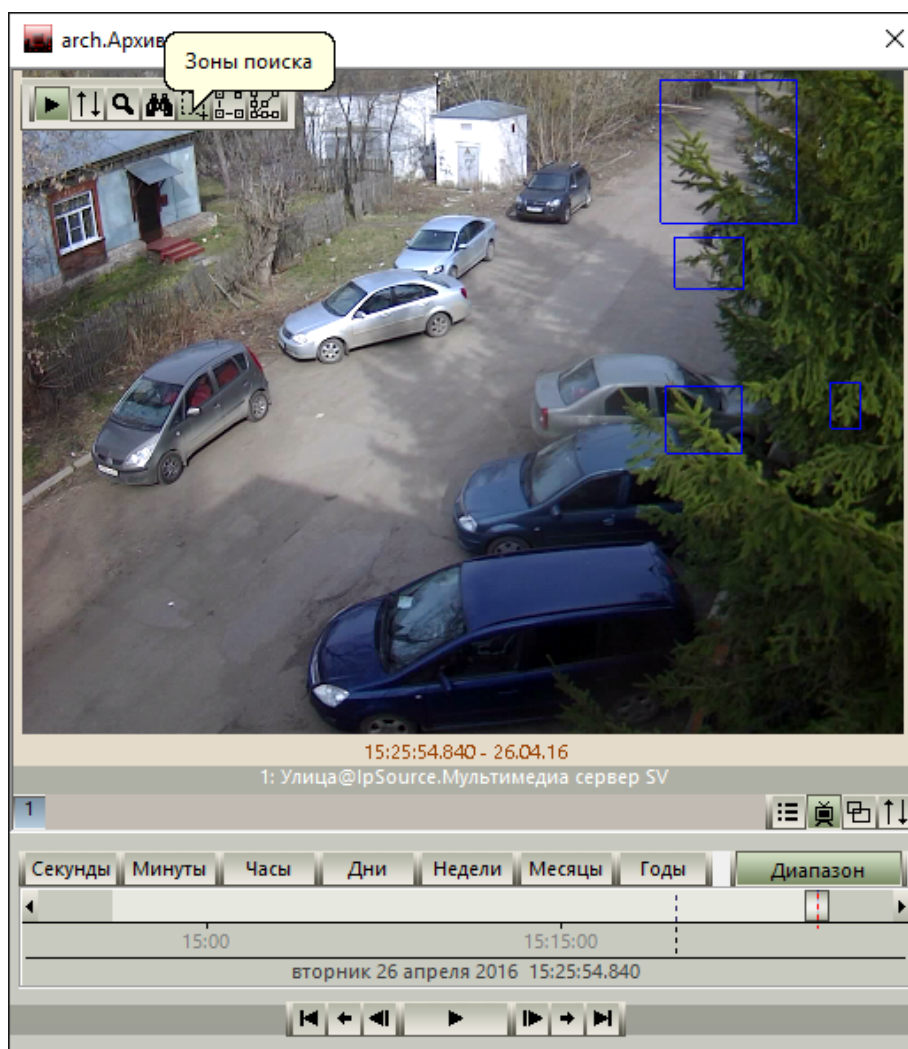 arch.Архив
Зоны поиска
15:25:54.840 - 26.04.16
1: Улица@IpSource.Мультимедиа сервер SV
1
Секунды Минуты Часы Дни Недели Месяцы Годы Диапазон
15:00 15:15:00
вторник 26 апреля 2016 15:25:54.840